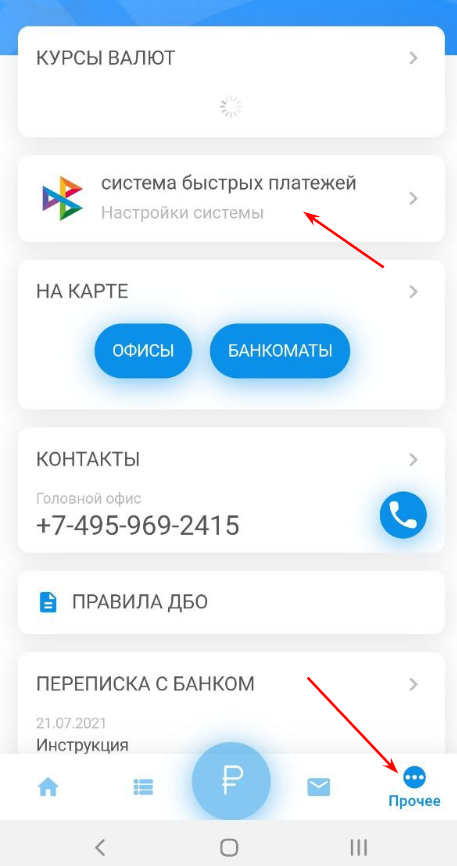 КУРСЫ ВАЛЮТ
система быстрых платежей
Настройки системы
НА КАРТЕ
ОФИСЫ
БАНКОМАТЫ
КОНТАКТЫ
Головной офис
+7-495-969-2415
ПРАВИЛА ДБО
ПЕРЕПИСКА С БАНКОМ
21.07.2021
Инструкция
₽
Прочее